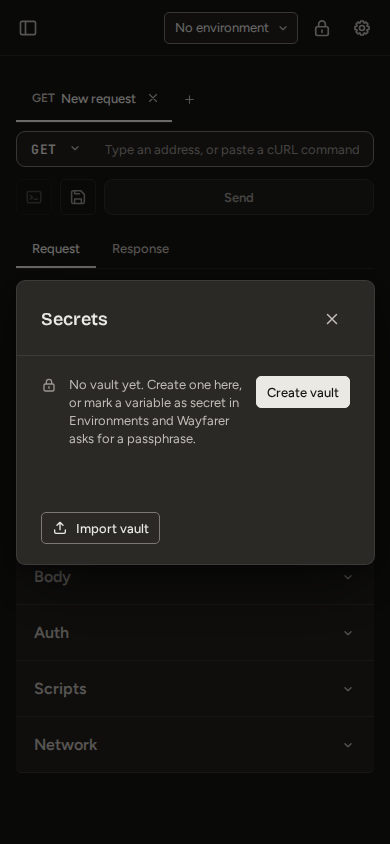 No environment
GET New request
GET Type an address, or paste a cURL command
Send
Request Response
Secrets
No vault yet. Create one here,
or mark a variable as secret in
Environments and Wayfarer
asks for a passphrase.
Create vault
Import vault
Body
Auth
Scripts
Network